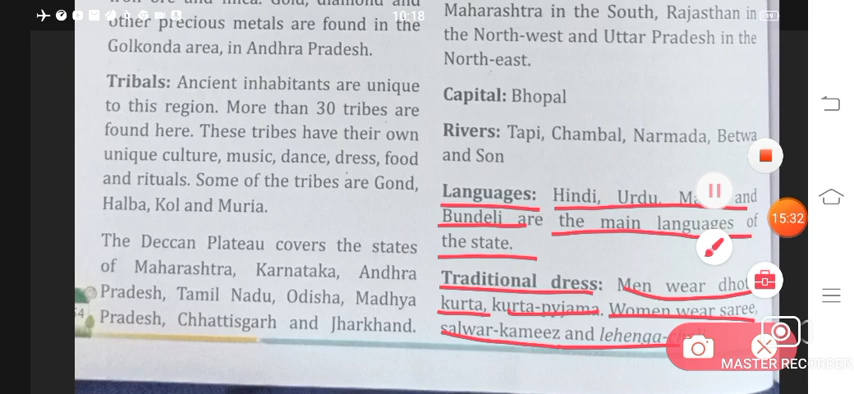 10:18
other precious metals are found in the
Golkonda area, in Andhra Pradesh.
Tribals: Ancient inhabitants are unique
to this region. More than 30 tribes are
found here. These tribes have their own
unique culture, music, dance, dress, food
and rituals. Some of the tribes are Gond,
Halba, Kol and Muria.
The Deccan Plateau covers the states
of Maharashtra, Karnataka, Andhra
Pradesh, Tamil Nadu, Odisha, Madhya
Pradesh, Chhattisgarh and Jharkhand.
Maharashtra in the South, Rajasthan in
the North-west and Uttar Pradesh in the
North-east.
Capital: Bhopal
Rivers: Tapi, Chambal, Narmada, Betwa
and Son
Languages: Hindi, Urdu, and
Bundeli are the main languages of
the state.
Traditional dress: Men wear
kurta, kurta-pyjama. Women wear saree,
salwar-kameez and lehenga-
15:32
MASTER RECORDER